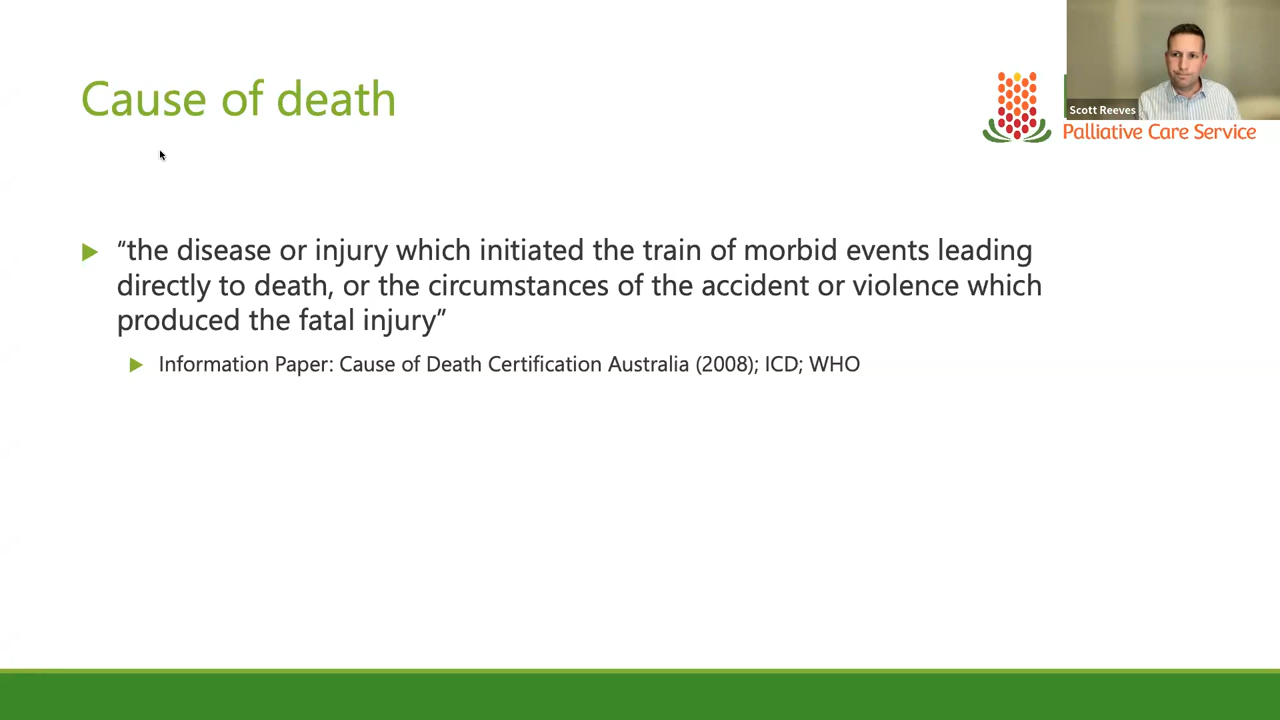 Cause of death
Scott Reeves
Palliative Care Service
“the disease or injury which initiated the train of morbid events leading
directly to death, or the circumstances of the accident or violence which
produced the fatal injury”
Information Paper: Cause of Death Certification Australia (2008); ICD; WHO